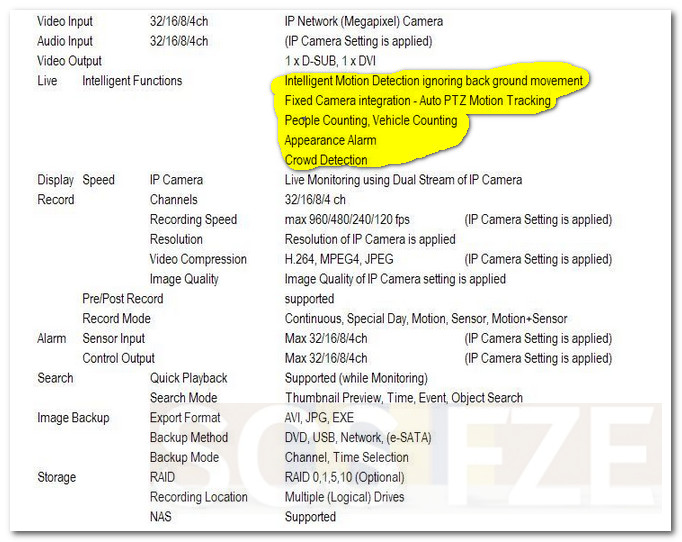 Video Input 32/16/8/4ch IP Network (Megapixel) Camera
Audio Input 32/16/8/4ch (IP Camera Setting is applied)
Video Output 1 x D-SUB, 1 x DVI
Live Intelligent Functions Intelligent Motion Detection ignoring back ground movement
Fixed Camera integration - Auto PTZ Motion Tracking
People Counting, Vehicle Counting
Appearance Alarm
Crowd Detection
Display Speed IP Camera Live Monitoring using Dual Stream of IP Camera
Record Channels 32/16/8/4 ch
Recording Speed max 960/480/240/120 fps (IP Camera Setting is applied)
Resolution Resolution of IP Camera is applied
Video Compression H.264, MPEG4, JPEG (IP Camera Setting is applied)
Image Quality Image Quality of IP Camera setting is applied
Pre/Post Record supported
Record Mode Continuous, Special Day, Motion, Sensor, Motion+Sensor
Alarm Sensor Input Max 32/16/8/4ch (IP Camera Setting is applied)
Control Output Max 32/16/8/4ch (IP Camera Setting is applied)
Search Quick Playback Supported (while Monitoring)
Search Mode Thumbnail Preview, Time, Event, Object Search
Image Backup Export Format AVI, JPG, EXE
Backup Method DVD, USB, Network, (e-SATA)
Backup Mode Channel, Time Selection
Storage RAID RAID 0,1,5,10 (Optional)
Recording Location Multiple (Logical) Drives
NAS Supported